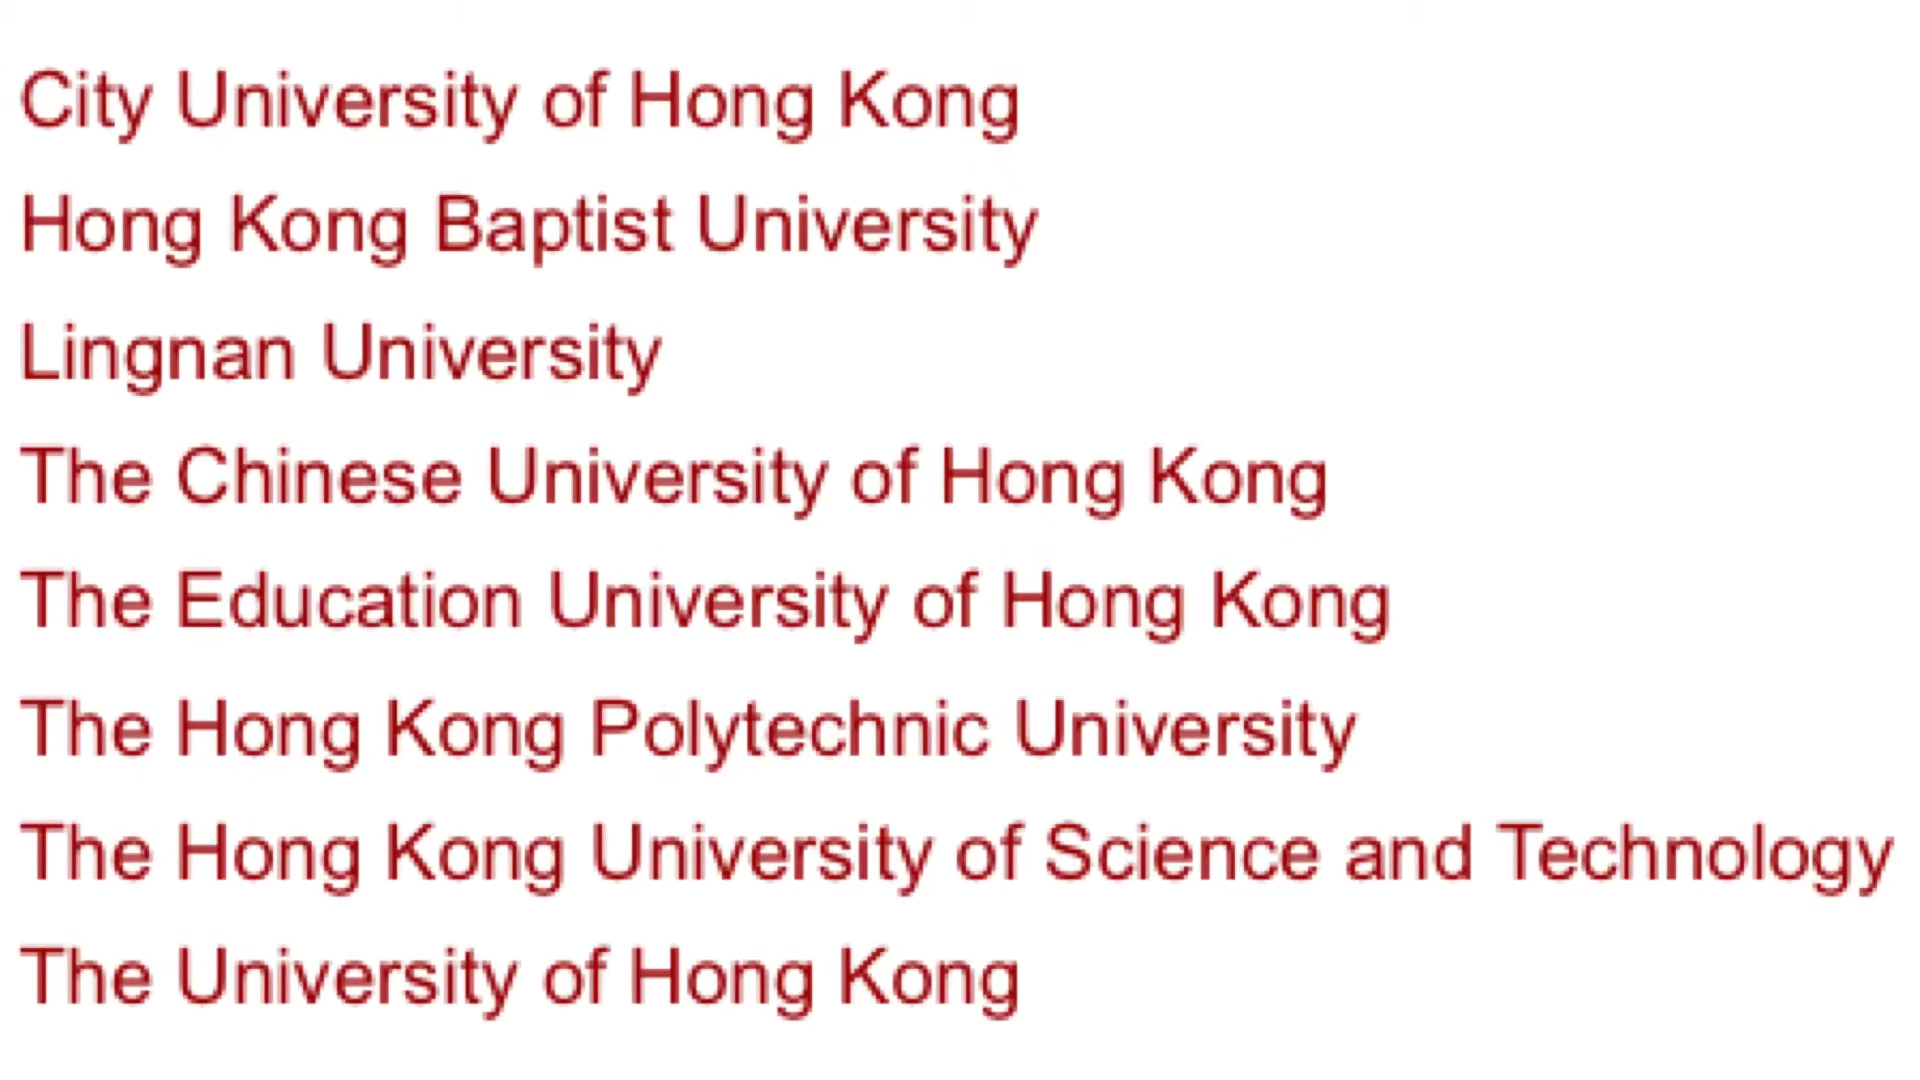 City University of Hong Kong
Hong Kong Baptist University
Lingnan University
The Chinese University of Hong Kong
The Education University of Hong Kong
The Hong Kong Polytechnic University
The Hong Kong University of Science and Technology
The University of Hong Kong